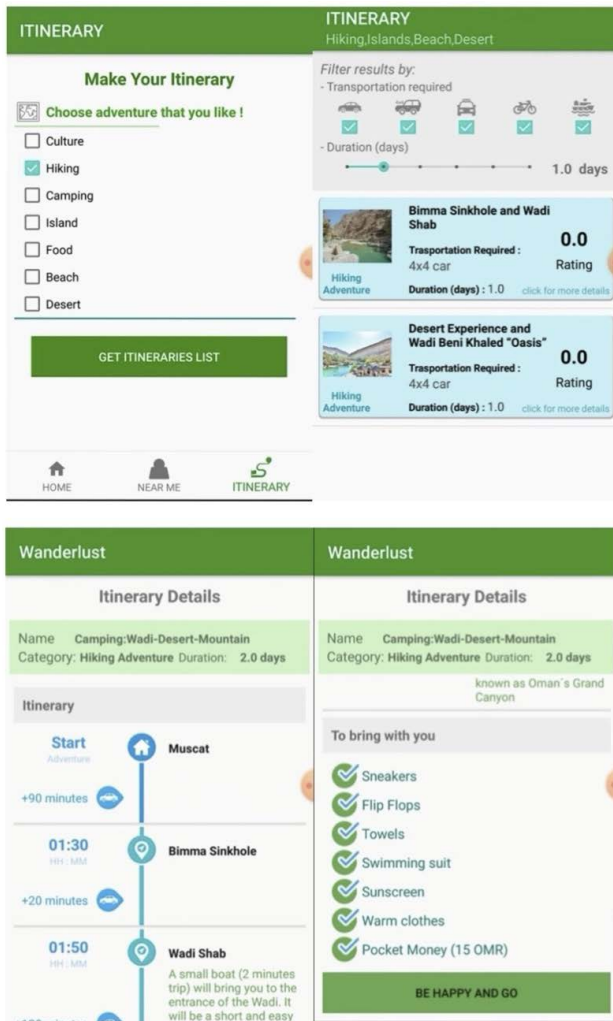 ITINERARY
Make Your Itinerary
Choose adventure that you like !
Culture
Hiking
Camping
Island
Food
Beach
Desert
GET ITINERARIES LIST
HOME
NEAR ME
ITINERARY
ITINERARY
Hiking,Islands,Beach,Desert
Filter results by:
- Transportation required
- Duration (days)
1.0 days
Bimma Sinkhole and Wadi
Shab
Trasportation Required :
4x4 car
Duration (days) : 1.0
0.0
Rating
click for more details
Hiking
Adventure
Desert Experience and
Wadi Beni Khaled "Oasis"
Trasportation Required :
4x4 car
Duration (days) : 1.0
0.0
Rating
click for more details
Hiking
Adventure
Wanderlust
Itinerary Details
Name Camping:Wadi-Desert-Mountain
Category: Hiking Adventure Duration: 2.0 days
Itinerary
Start
Adventure
Muscat
+90 minutes
01:30
HH : MM
Bimma Sinkhole
+20 minutes
01:50
HH : MM
Wadi Shab
A small boat (2 minutes
trip) will bring you to the
entrance of the Wadi. It
will be a short and easy
Wanderlust
Itinerary Details
Name Camping:Wadi-Desert-Mountain
Category: Hiking Adventure Duration: 2.0 days
known as Oman`s Grand
Canyon
To bring with you
Sneakers
Flip Flops
Towels
Swimming suit
Sunscreen
Warm clothes
Pocket Money (15 OMR)
BE HAPPY AND GO